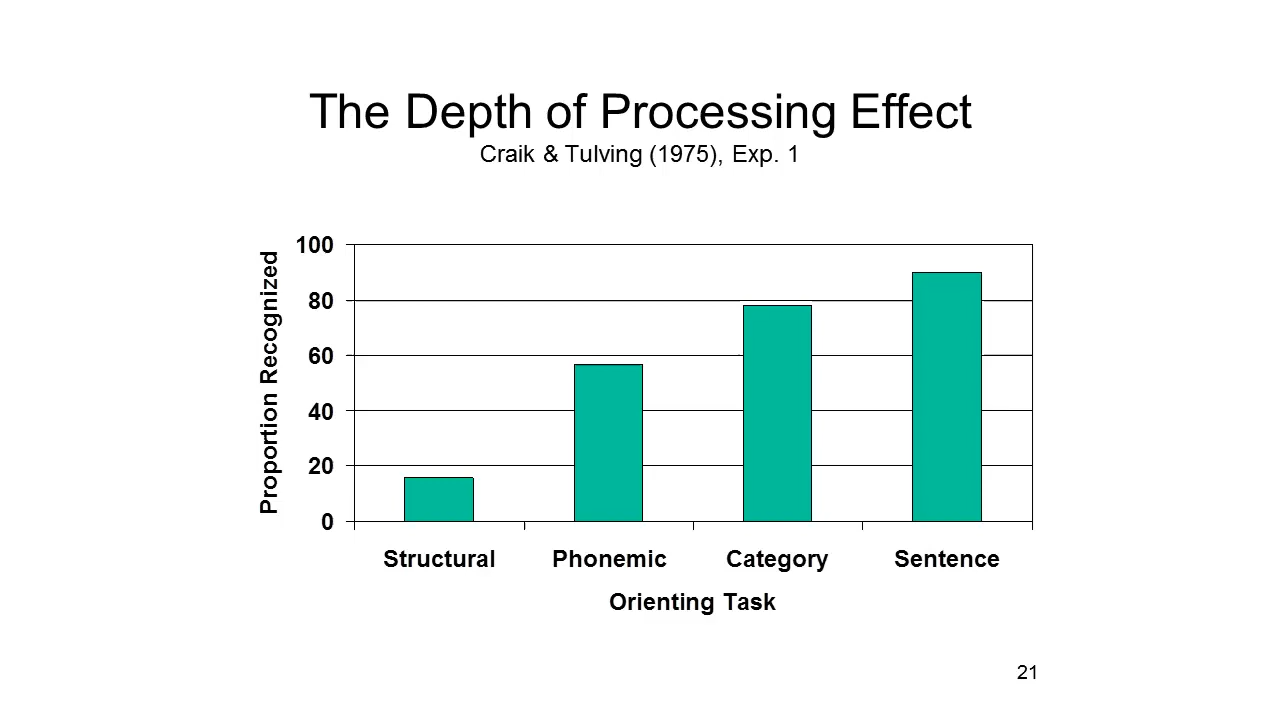 The Depth of Processing Effect
Craik & Tulving (1975), Exp. 1
Proportion Recognized
100
80
60
40
20
0
Structural Phonemic Category Sentence
Orienting Task
21